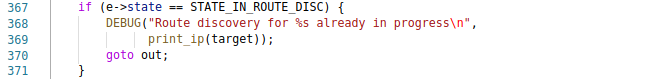 367 if (e->state == STATE_IN_ROUTE_DISC) {
368 DEBUG("Route discovery for %s already in progress\n",
369 print_ip(target));
370 goto out;
371 }